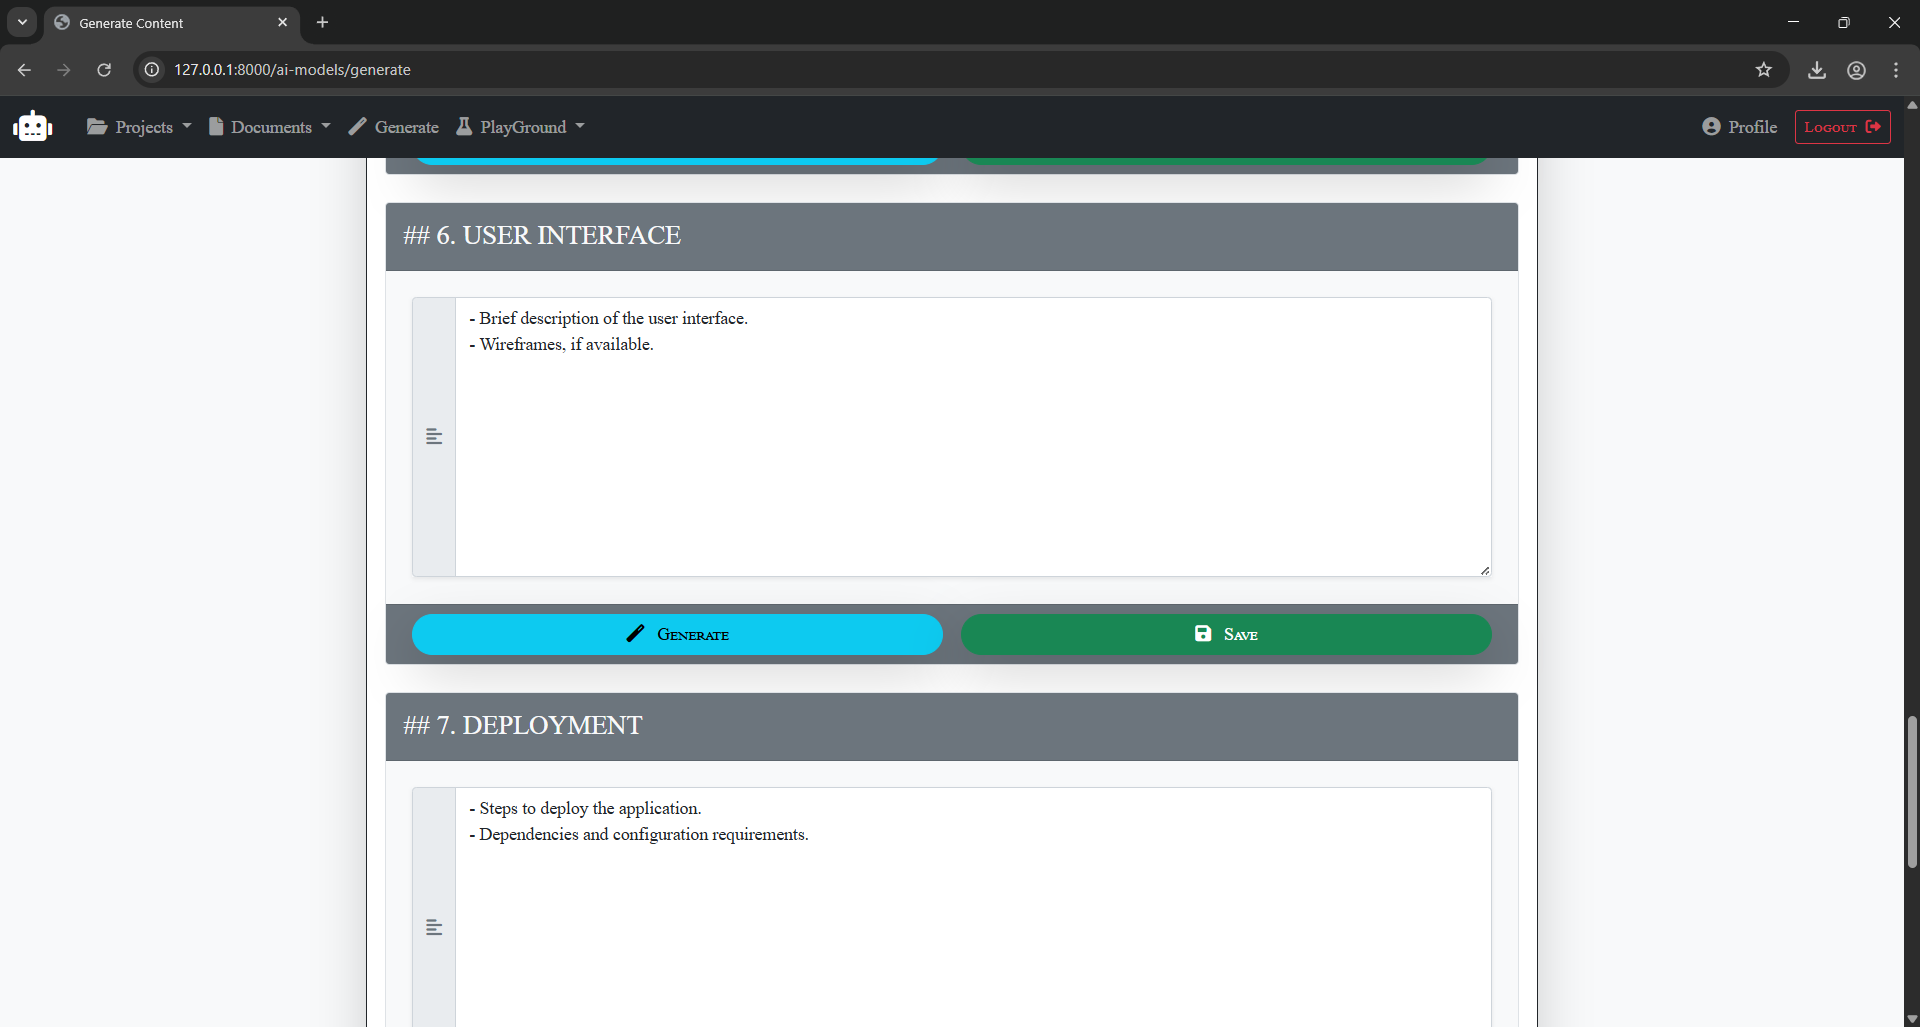 Generate Content
127.0.0.1:8000/ai-models/generate
Projects Documents Generate PlayGround Profile Logout
## 6. USER INTERFACE
- Brief description of the user interface.
- Wireframes, if available.
Generate Save
## 7. DEPLOYMENT
- Steps to deploy the application.
- Dependencies and configuration requirements.